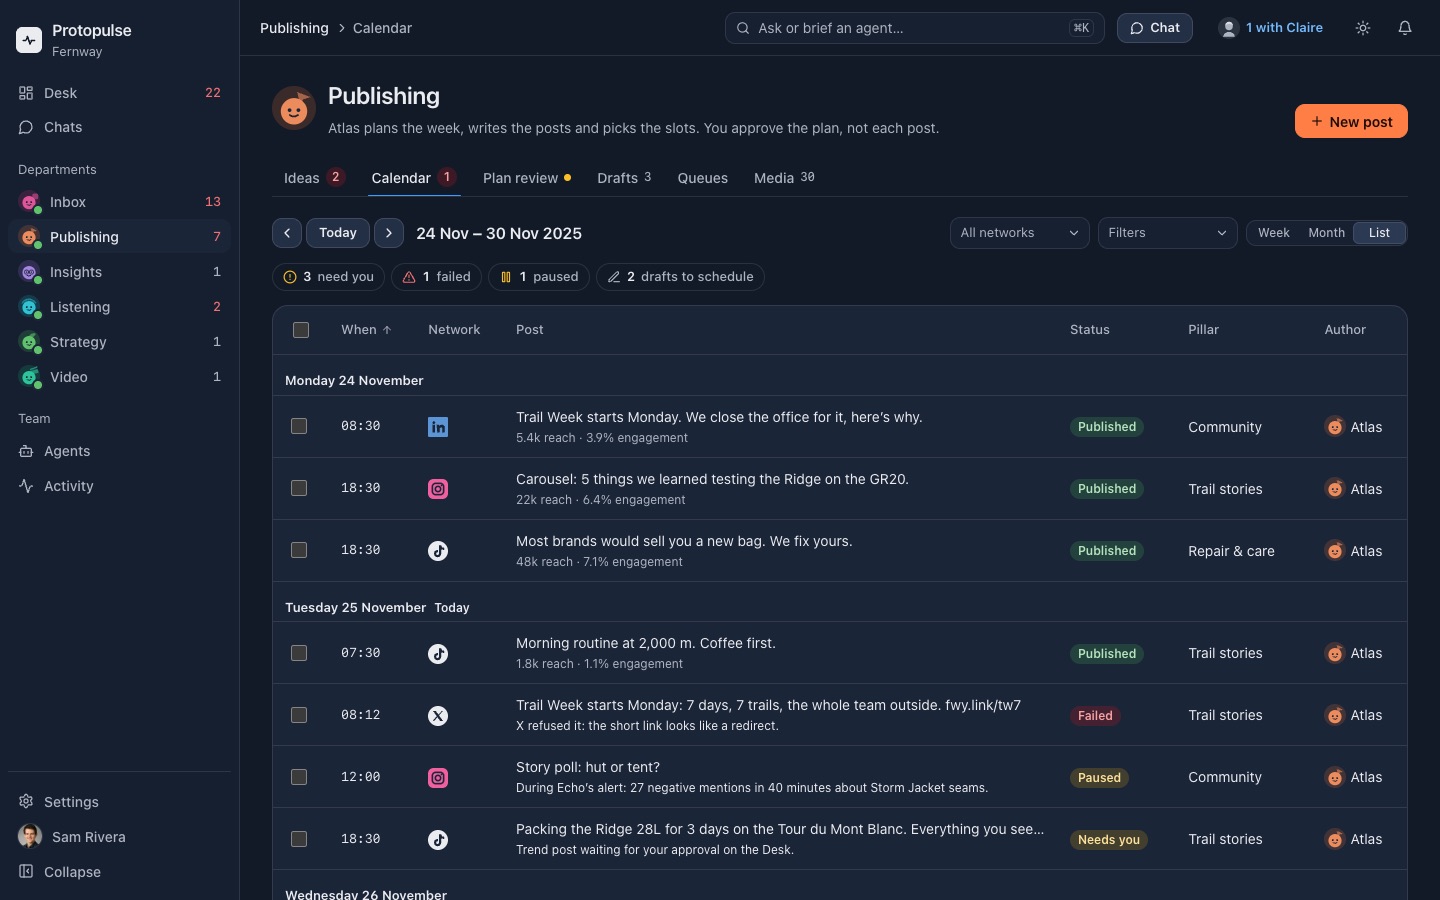 Protopulse
Fernway
Desk 22
Chats
Departments
Inbox 13
Publishing 7
Insights 1
Listening 2
Strategy 1
Video 1
Team
Agents
Activity
Settings
Sam Rivera
Collapse
Publishing > Calendar
Ask or brief an agent... ⌘K
Chat
1 with Claire
Publishing
Atlas plans the week, writes the posts and picks the slots. You approve the plan, not each post.
+ New post
Ideas 2 Calendar 1 Plan review Drafts 3 Queues Media 30
Today 24 Nov – 30 Nov 2025
All networks Filters Week Month List
3 need you 1 failed 1 paused 2 drafts to schedule
When ↑ Network Post Status Pillar Author
Monday 24 November
08:30 in Trail Week starts Monday. We close the office for it, here’s why. Published Community Atlas
5.4k reach · 3.9% engagement
18:30 Carousel: 5 things we learned testing the Ridge on the GR20. Published Trail stories Atlas
22k reach · 6.4% engagement
18:30 Most brands would sell you a new bag. We fix yours. Published Repair & care Atlas
48k reach · 7.1% engagement
Tuesday 25 November Today
07:30 Morning routine at 2,000 m. Coffee first. Published Trail stories Atlas
1.8k reach · 1.1% engagement
08:12 X Trail Week starts Monday: 7 days, 7 trails, the whole team outside. fwy.link/tw7 Failed Trail stories Atlas
X refused it: the short link looks like a redirect.
12:00 Story poll: hut or tent? Paused Community Atlas
During Echo’s alert: 27 negative mentions in 40 minutes about Storm Jacket seams.
18:30 Packing the Ridge 28L for 3 days on the Tour du Mont Blanc. Everything you see... Needs you Trail stories Atlas
Trend post waiting for your approval on the Desk.
Wednesday 26 November